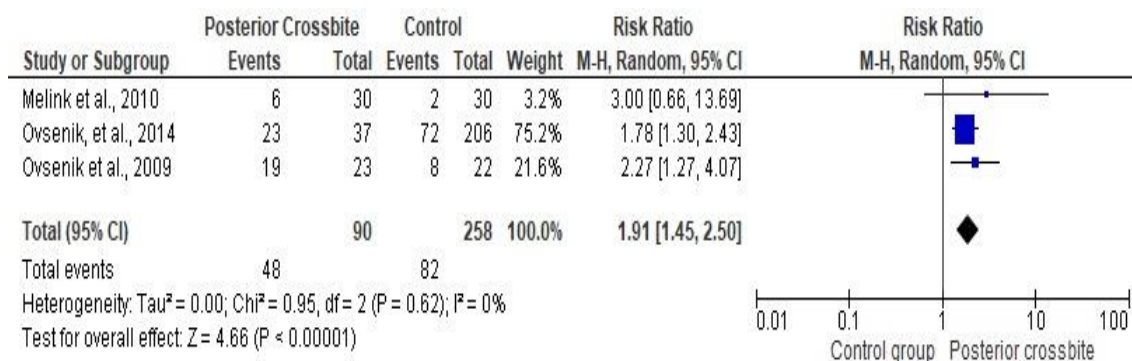 Posterior Crossbite Control Risk Ratio Risk Ratio
Study or Subgroup Events Total Events Total Weight M-H, Random, 95% CI M-H, Random, 95% CI
Melink et al., 2010 6 30 2 30 3.2% 3.00 [0.66, 13.69]
Ovsenik, et al., 2014 23 37 72 206 75.2% 1.78 [1.30, 2.43]
Ovsenik et al., 2009 19 23 8 22 21.6% 2.27 [1.27, 4.07]
Total (95% CI) 90 258 100.0% 1.91 [1.45, 2.50]
Total events 48 82
Heterogeneity: Tau² = 0.00; Chi² = 0.95, df = 2 (P = 0.62); I² = 0%
Test for overall effect: Z = 4.66 (P < 0.00001)
0.01 0.1 1 10 100
Control group Posterior crossbite